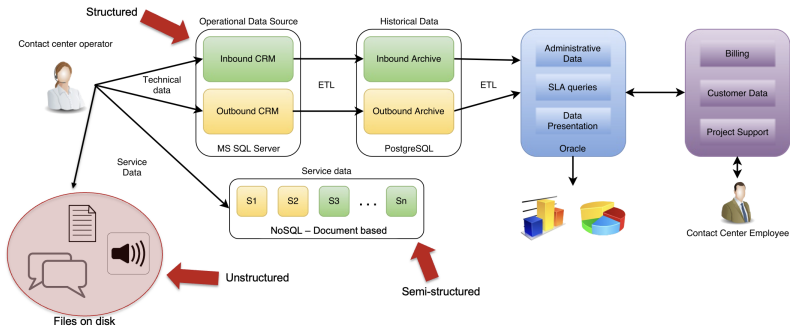 Structured
Operational Data Source
Historical Data
Contact center operator
Inbound CRM
Inbound Archive
Administrative
Data
Billing
Technical
data
ETL
ETL
SLA queries
Customer Data
Outbound CRM
Outbound Archive
Data
Presentation
Project Support
MS SQL Server
PostgreSQL
Oracle
Service
Data
Service data
S1
S2
S3
...
Sn
NoSQL – Document based
Contact Center Employee
Unstructured
Semi-structured
Files on disk